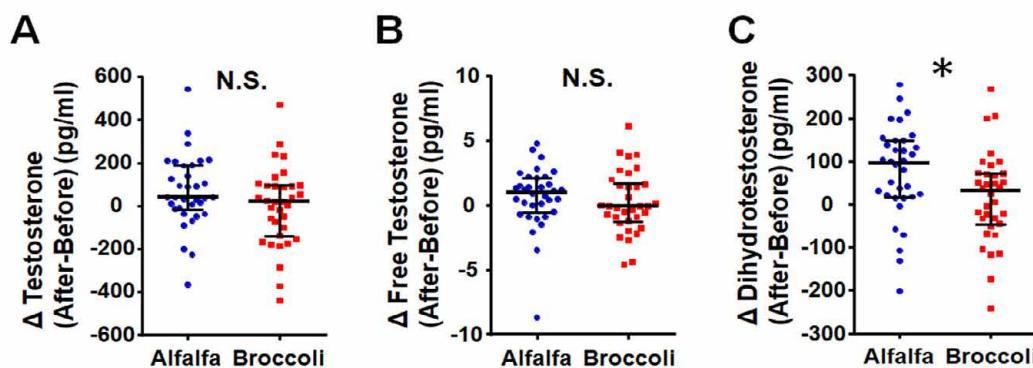 A
Δ Testosterone
(After-Before) (pg/ml)
600
400
200
0
-200
-400
-600
N.S.
Alfalfa Broccoli
B
Δ Free Testosterone
(After-Before) (pg/ml)
10
5
0
-5
-10
N.S.
Alfalfa Broccoli
C
Δ Dihydrotestosterone
(After-Before) (pg/ml)
300
200
100
0
-100
-200
-300
*
Alfalfa Broccoli